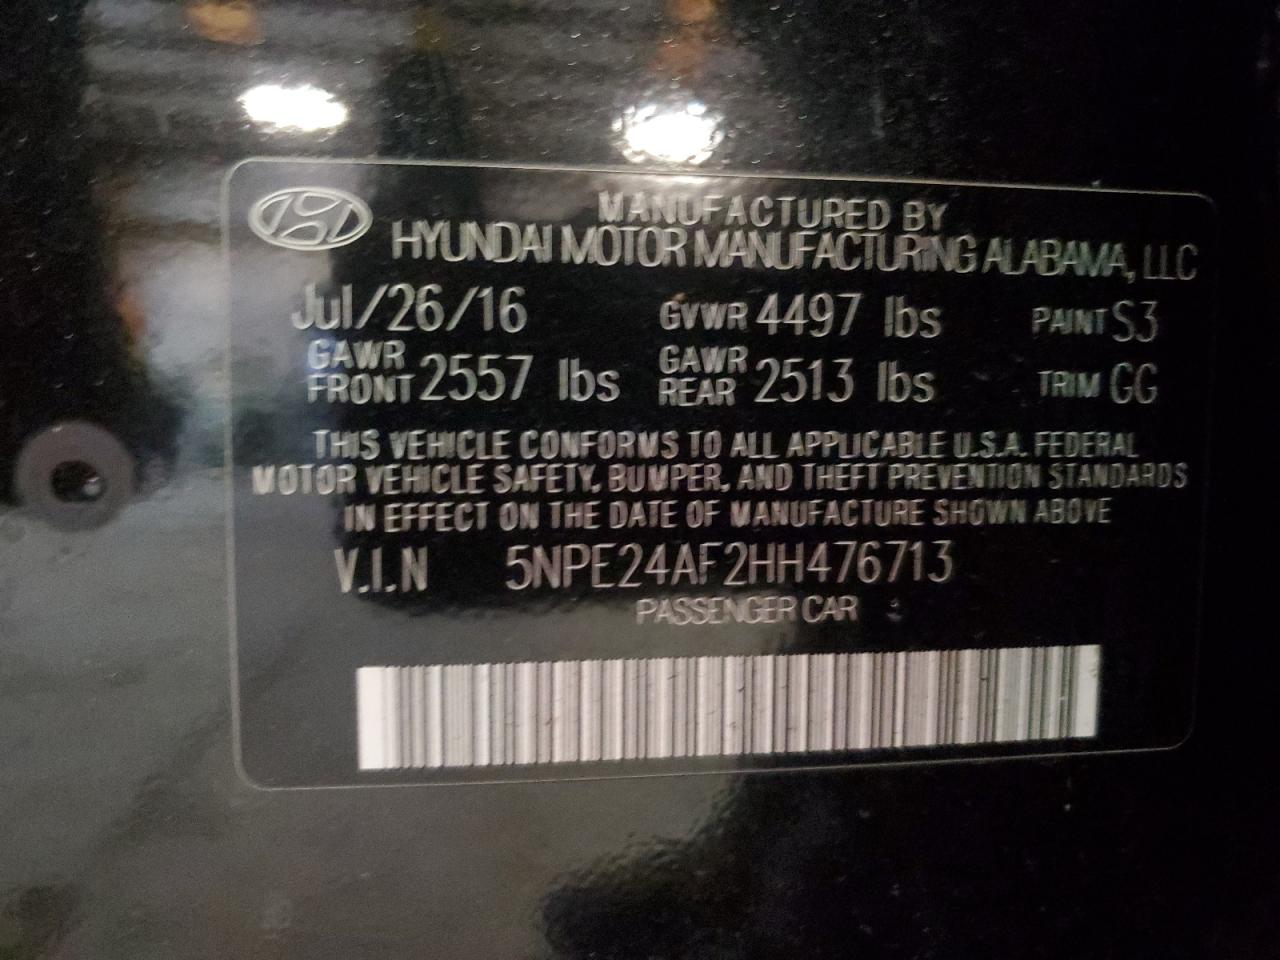 MANUFACTURED BY
HYUNDAI MOTOR MANUFACTURING ALABAMA, LLC
Jul/26/16 GVWR 4497 lbs PAINT S3
GAWR FRONT 2557 lbs GAWR REAR 2513 lbs TRIM GG
THIS VEHICLE CONFORMS TO ALL APPLICABLE U.S.A. FEDERAL
MOTOR VEHICLE SAFETY, BUMPER, AND THEFT PREVENTION STANDARDS
IN EFFECT ON THE DATE OF MANUFACTURE SHOWN ABOVE
V.I.N 5NPE24AF2HH476713
PASSENGER CAR